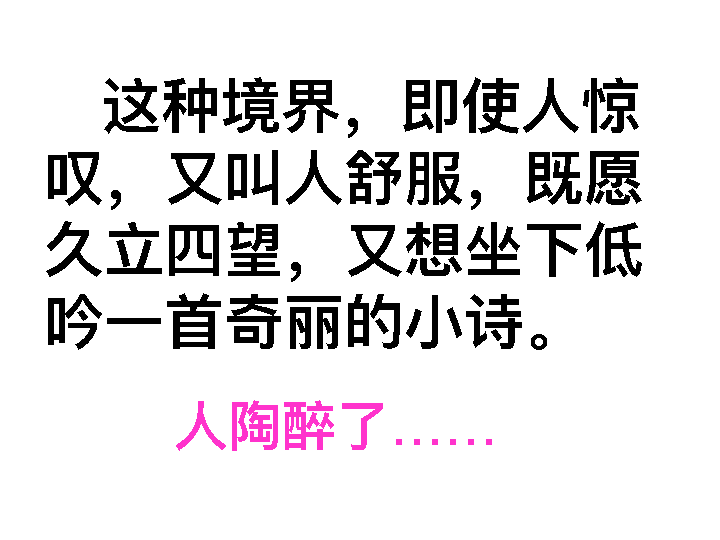 这种境界，即使人惊
叹，又叫人舒服，既愿
久立四望，又想坐下低
吟一首奇丽的小诗。
人陶醉了……